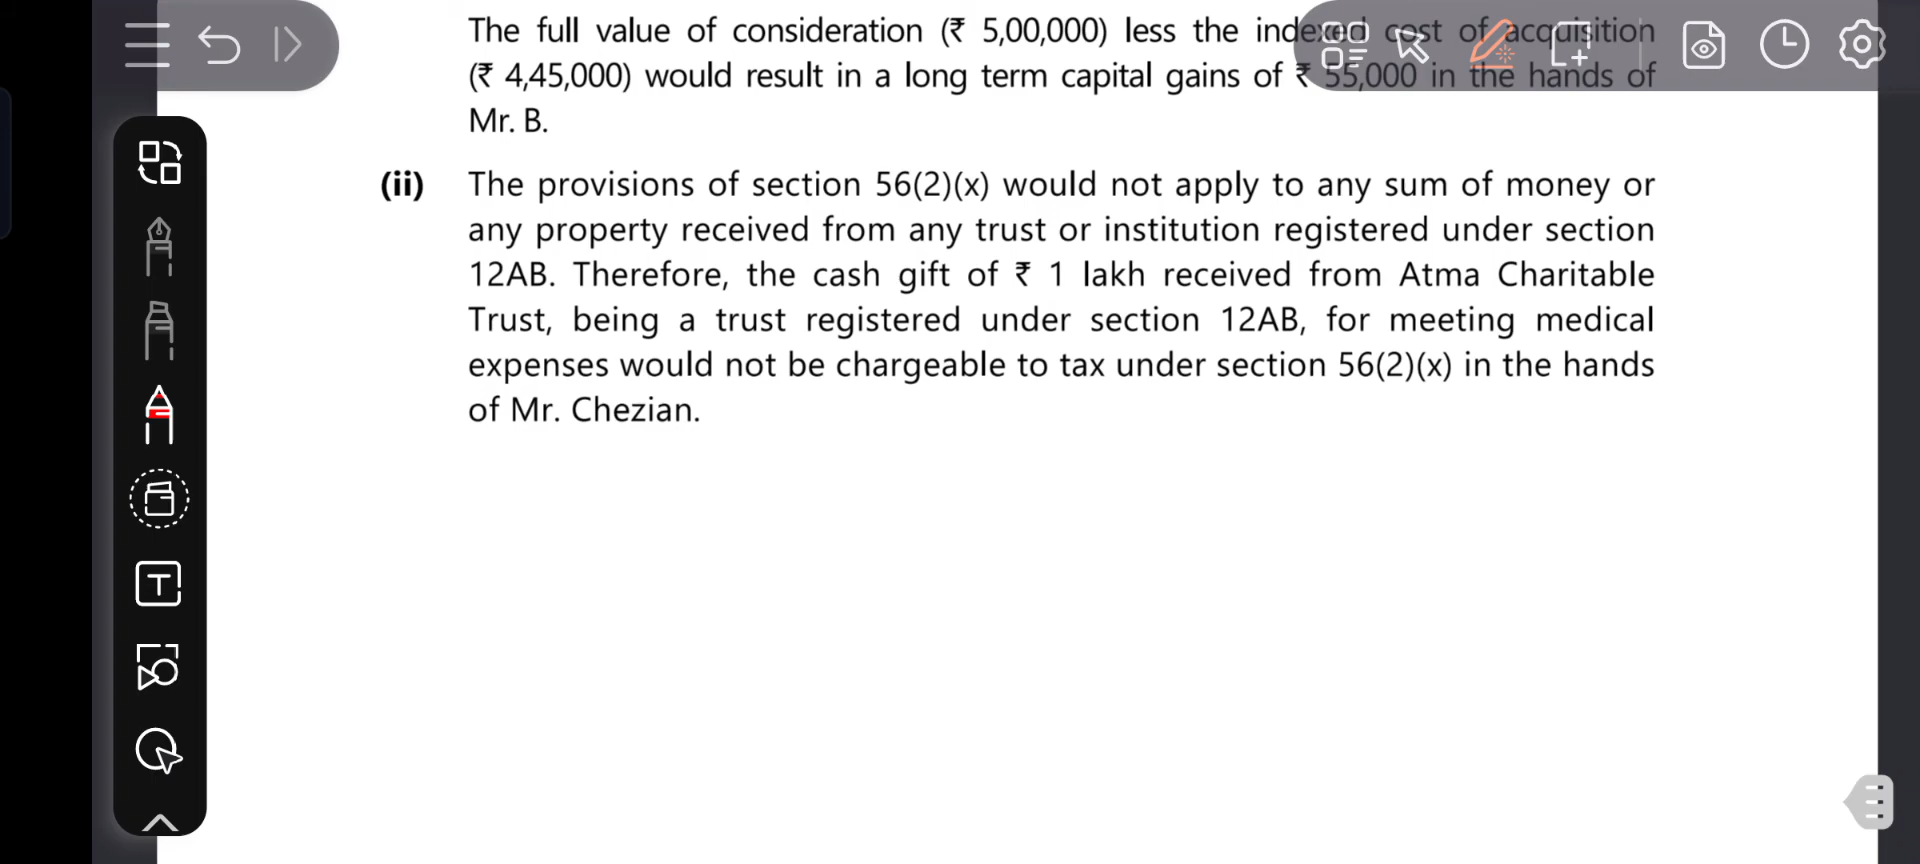 The full value of consideration (₹ 5,00,000) less the indexed cost of acquisition
(₹ 4,45,000) would result in a long term capital gains of ₹ 55,000 in the hands of
Mr. B.
(ii) The provisions of section 56(2)(x) would not apply to any sum of money or
any property received from any trust or institution registered under section
12AB. Therefore, the cash gift of ₹ 1 lakh received from Atma Charitable
Trust, being a trust registered under section 12AB, for meeting medical
expenses would not be chargeable to tax under section 56(2)(x) in the hands
of Mr. Chezian.